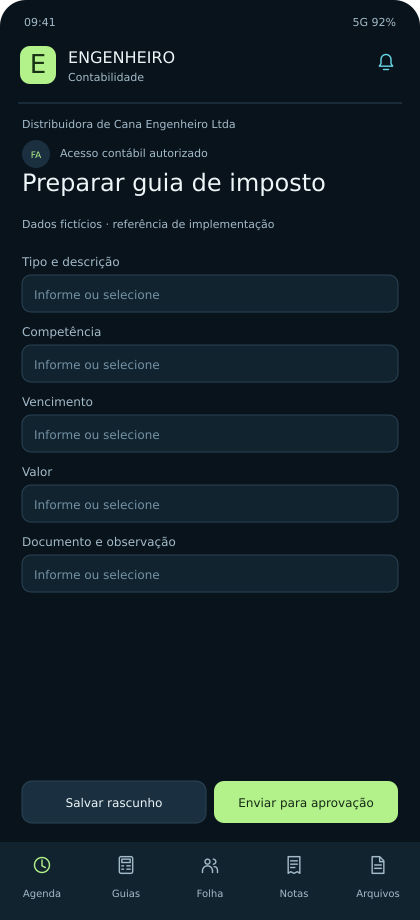 09:41
5G 92%
E
ENGENHEIRO
Contabilidade
Distribuidora de Cana Engenheiro Ltda
FA
Acesso contábil autorizado
Preparar guia de imposto
Dados fictícios · referência de implementação
Tipo e descrição
Informe ou selecione
Competência
Informe ou selecione
Vencimento
Informe ou selecione
Valor
Informe ou selecione
Documento e observação
Informe ou selecione
Salvar rascunho
Enviar para aprovação
Agenda
Guias
Folha
Notas
Arquivos